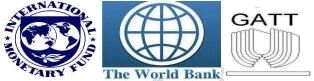 INTERNATIONAL
MONETARY FUND
The World Bank
GATT